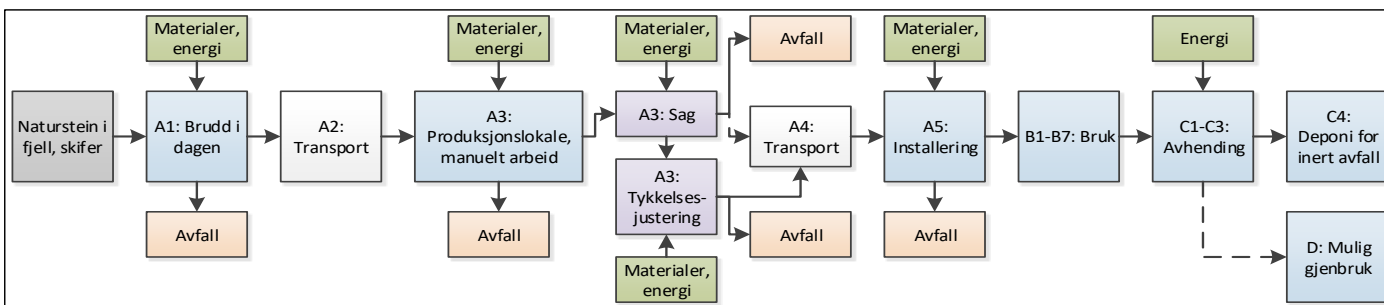 Materialer,
energi
Materialer,
energi
Materialer,
energi
Avfall
Materialer,
energi
Energi
Naturstein i
fjell, skifer
A1: Brudd i
dagen
A2:
Transport
A3:
Produksjonslokale,
manuelt arbeid
A3: Sag
A4:
Transport
A5:
Installering
B1-B7: Bruk
C1-C3:
Avhending
C4:
Deponi for
inert avfall
A3:
Tykkelses-
justering
Avfall
Avfall
Avfall
Avfall
D: Mulig
gjenbruk
Materialer,
energi